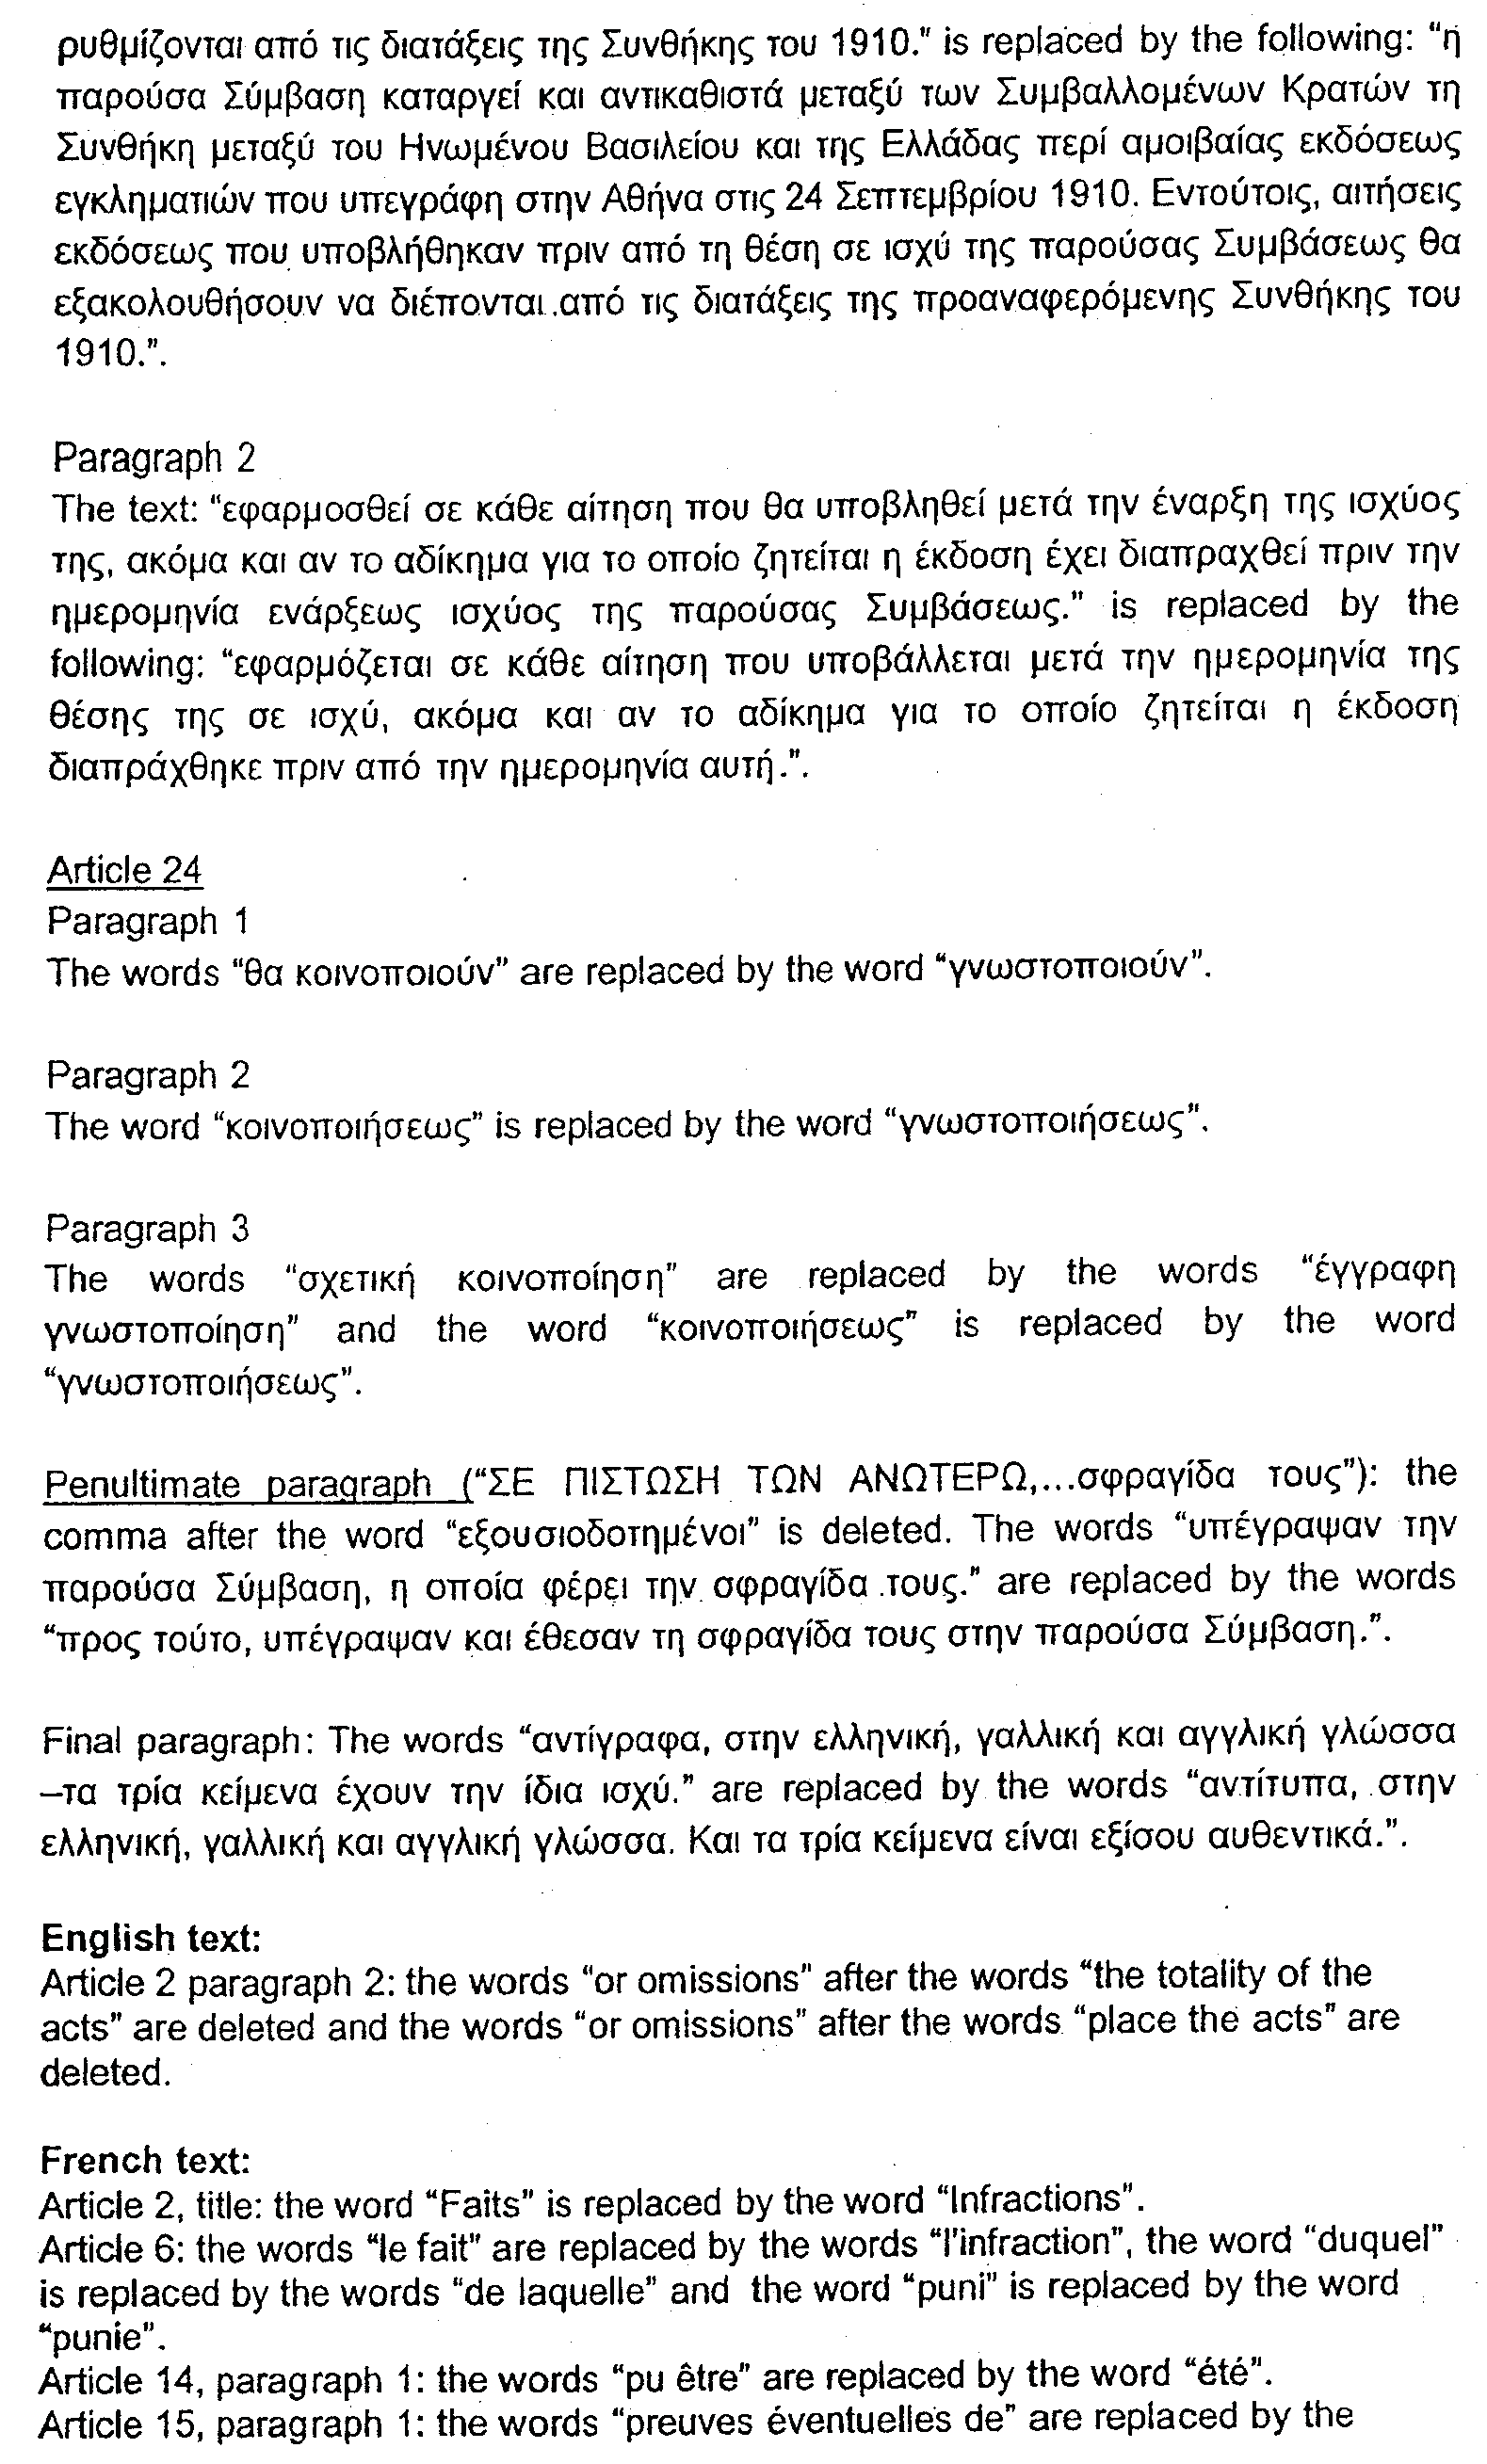 ρυθμίζονται από τις διατάξεις της Συνθήκης του 1910." is replaced by the following: "η
παρούσα Σύμβαση καταργεί και αντικαθιστά μεταξύ των Συμβαλλομένων Κρατών τη
Συνθήκη μεταξύ του Ηνωμένου Βασιλείου και της Ελλάδας περί αμοιβαίας εκδόσεως
εγκληματιών που υπεγράφη στην Αθήνα στις 24 Σεπτεμβρίου 1910. Εντούτοις, αιτήσεις
εκδόσεως που υποβλήθηκαν πριν από τη θέση σε ισχύ της παρούσας Συμβάσεως θα
εξακολουθήσουν να διέπονται από τις διατάξεις της προαναφερόμενης Συνθήκης του
1910.".
Paragraph 2
The text: "εφαρμοσθεί σε κάθε αίτηση που θα υποβληθεί μετά την έναρξη της ισχύος
της, ακόμα και αν το αδίκημα για το οποίο ζητείται η έκδοση έχει διαπραχθεί πριν την
ημερομηνία ενάρξεως ισχύος της παρούσας Συμβάσεως." is replaced by the
following: "εφαρμόζεται σε κάθε αίτηση που υποβάλλεται μετά την ημερομηνία της
θέσης της σε ισχύ, ακόμα και αν το αδίκημα για το οποίο ζητείται η έκδοση
διαπράχθηκε πριν από την ημερομηνία αυτή.".
Article 24
Paragraph 1
The words "θα κοινοποιούν" are replaced by the word "γνωστοποιούν".
Paragraph 2
The word "κοινοποιήσεως" is replaced by the word "γνωστοποιήσεως".
Paragraph 3
The words "σχετική κοινοποίηση" are replaced by the words "έγγραφη
γνωστοποίηση" and the word "κοινοποιήσεως" is replaced by the word
"γνωστοποιήσεως".
Penultimate paragraph ("ΣΕ ΠΙΣΤΩΣΗ ΤΩΝ ΑΝΩΤΕΡΩ,...σφραγίδα τους"): the
comma after the word "εξουσιοδοτημένοι" is deleted. The words "υπέγραψαν την
παρούσα Σύμβαση, η οποία φέρει την σφραγίδα τους." are replaced by the words
"προς τούτο, υπέγραψαν και έθεσαν τη σφραγίδα τους στην παρούσα Σύμβαση.".
Final paragraph: The words "αντίγραφα, στην ελληνική, γαλλική και αγγλική γλώσσα
–τα τρία κείμενα έχουν την ίδια ισχύ." are replaced by the words "αντίτυπα, στην
ελληνική, γαλλική και αγγλική γλώσσα. Και τα τρία κείμενα είναι εξίσου αυθεντικά.".
English text:
Article 2 paragraph 2: the words "or omissions" after the words "the totality of the
acts" are deleted and the words "or omissions" after the words "place the acts" are
deleted.
French text:
Article 2, title: the word "Faits" is replaced by the word "Infractions".
Article 6: the words "le fait" are replaced by the words "l'infraction", the word "duquel"
is replaced by the words "de laquelle" and the word "puni" is replaced by the word
"punie".
Article 14, paragraph 1: the words "pu être" are replaced by the word "été".
Article 15, paragraph 1: the words "preuves éventuelles de" are replaced by the